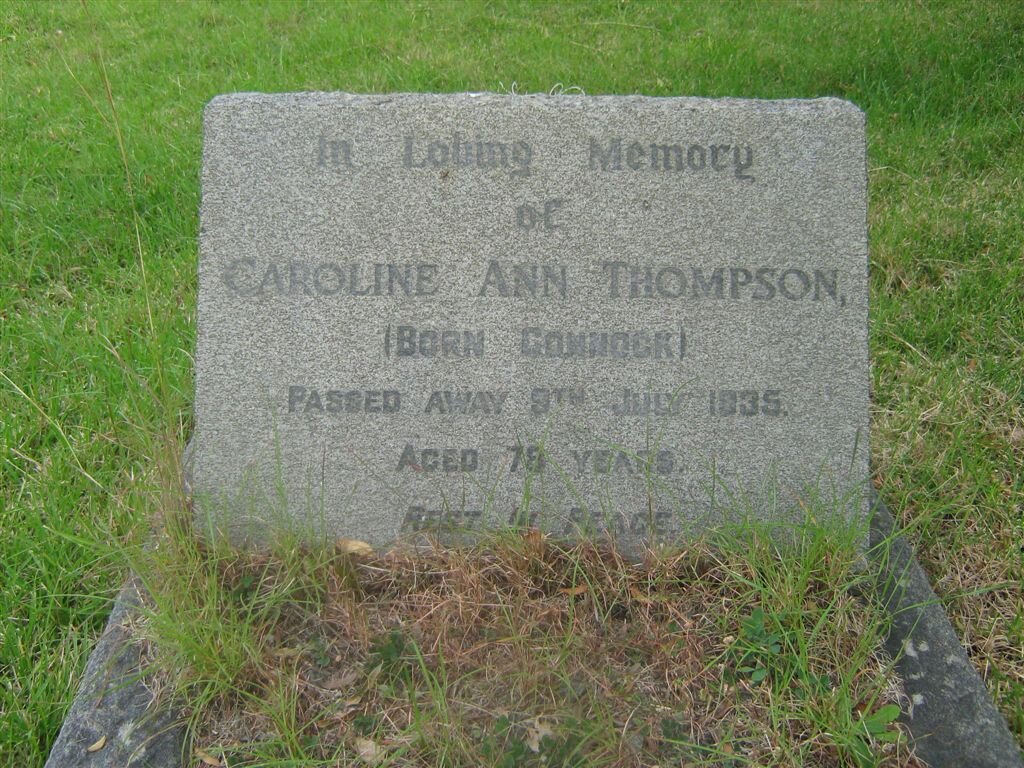 In Loving Memory
of
CAROLINE ANN THOMPSON,
(BORN CONNOCK)
PASSED AWAY 9TH JULY 1935.
AGED 78 YEARS.
REST IN PEACE.